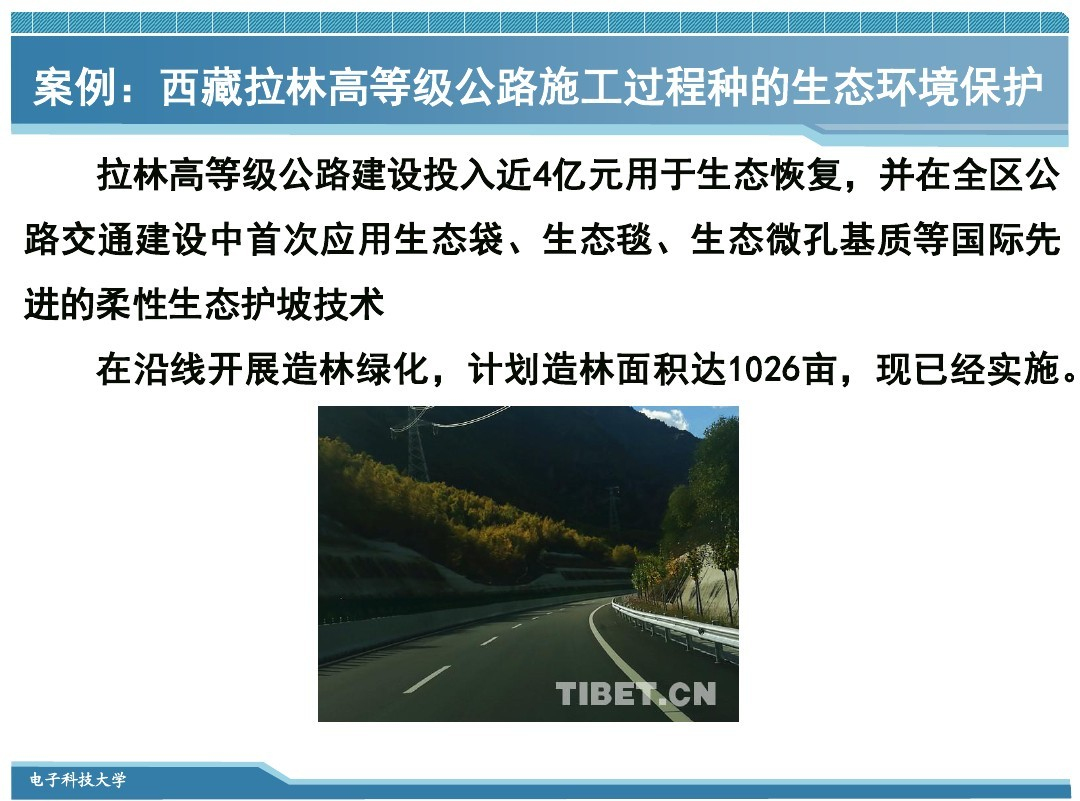 案例：西藏拉林高等级公路施工过程种的生态环境保护
拉林高等级公路建设投入近4亿元用于生态恢复，并在全区公
路交通建设中首次应用生态袋、生态毯、生态微孔基质等国际先
进的柔性生态护坡技术
在沿线开展造林绿化，计划造林面积达1026亩，现已经实施。
TIBET.CN
电子科技大学